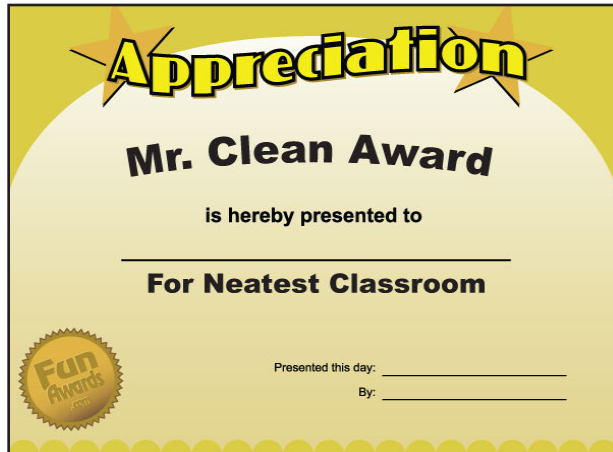 Appreciation
Mr. Clean Award
is hereby presented to
For Neatest Classroom
Presented this day:
By:
Fun
Awards
.com